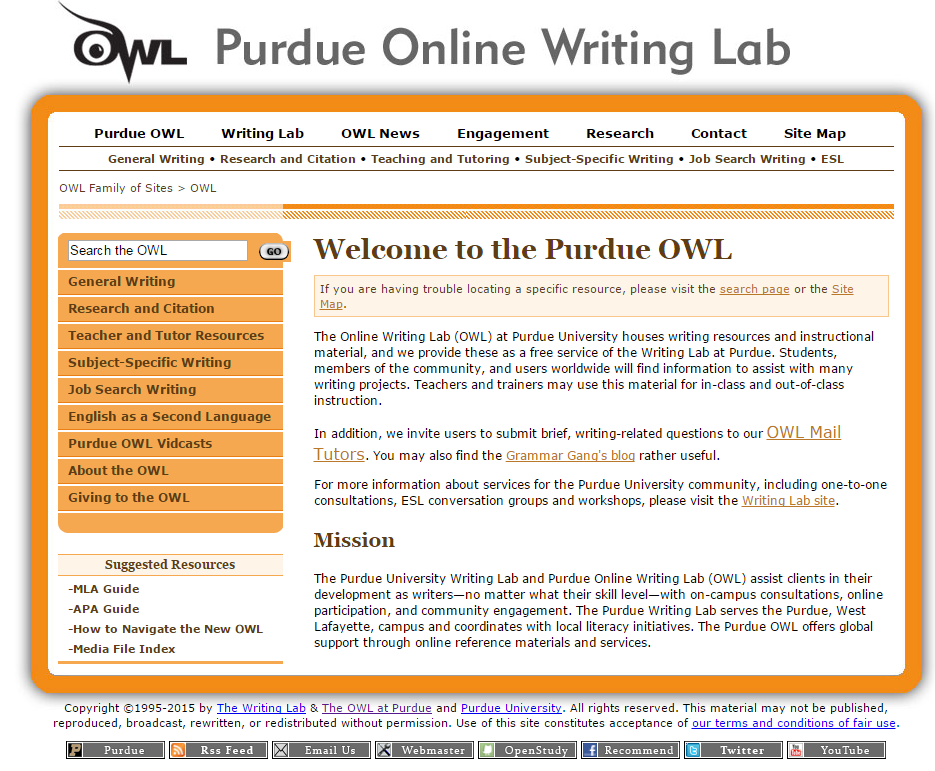 OWL Purdue Online Writing Lab
Purdue OWL Writing Lab OWL News Engagement Research Contact Site Map
General Writing • Research and Citation • Teaching and Tutoring • Subject-Specific Writing • Job Search Writing • ESL
OWL Family of Sites > OWL
Search the OWL GO
General Writing
Research and Citation
Teacher and Tutor Resources
Subject-Specific Writing
Job Search Writing
English as a Second Language
Purdue OWL Vidcasts
About the OWL
Giving to the OWL
Suggested Resources
-MLA Guide
-APA Guide
-How to Navigate the New OWL
-Media File Index
Welcome to the Purdue OWL
If you are having trouble locating a specific resource, please visit the search page or the Site
Map.
The Online Writing Lab (OWL) at Purdue University houses writing resources and instructional
material, and we provide these as a free service of the Writing Lab at Purdue. Students,
members of the community, and users worldwide will find information to assist with many
writing projects. Teachers and trainers may use this material for in-class and out-of-class
instruction.
In addition, we invite users to submit brief, writing-related questions to our OWL Mail
Tutors. You may also find the Grammar Gang's blog rather useful.
For more information about services for the Purdue University community, including one-to-one
consultations, ESL conversation groups and workshops, please visit the Writing Lab site.
Mission
The Purdue University Writing Lab and Purdue Online Writing Lab (OWL) assist clients in their
development as writers—no matter what their skill level—with on-campus consultations, online
participation, and community engagement. The Purdue Writing Lab serves the Purdue, West
Lafayette, campus and coordinates with local literacy initiatives. The Purdue OWL offers global
support through online reference materials and services.
Copyright ©1995-2015 by The Writing Lab & The OWL at Purdue and Purdue University. All rights reserved. This material may not be published,
reproduced, broadcast, rewritten, or redistributed without permission. Use of this site constitutes acceptance of our terms and conditions of fair use.
Purdue Rss Feed Email Us Webmaster OpenStudy Recommend Twitter YouTube